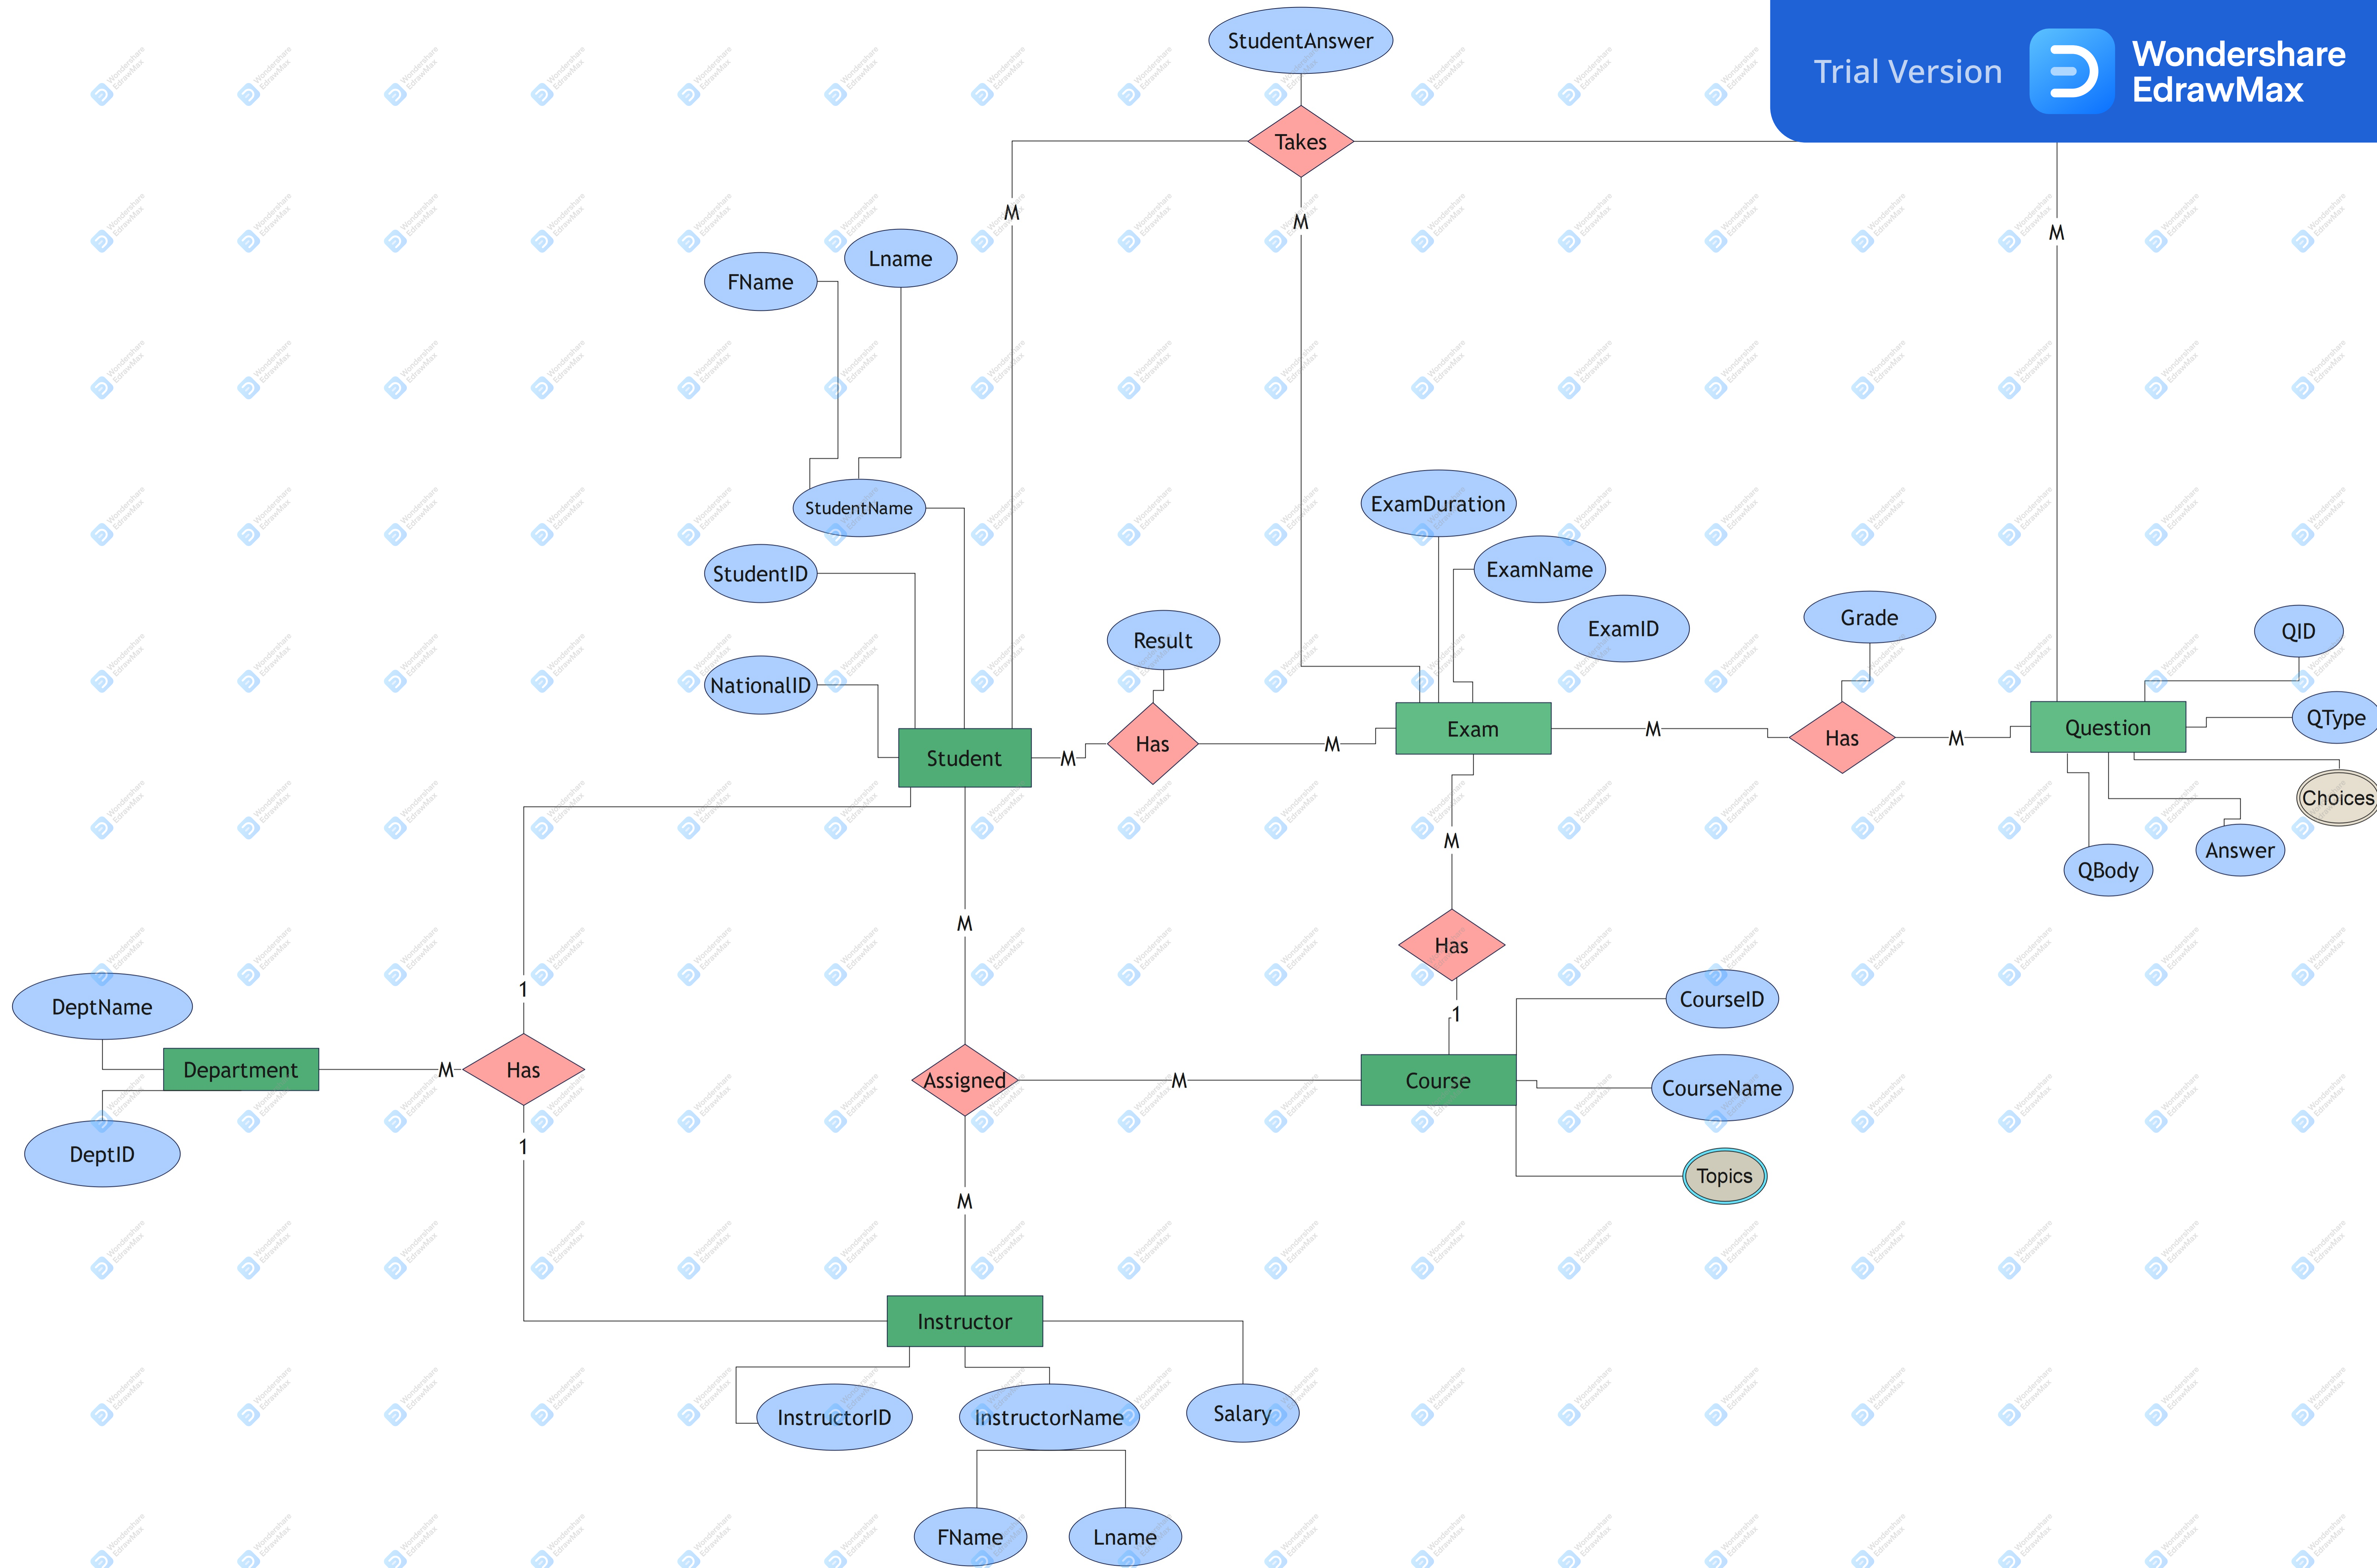 StudentAnswer
Trial Version
Wondershare
EdrawMax
Takes
M
M
M
Lname
FName
StudentName
ExamDuration
ExamName
StudentID
ExamID
Grade
QID
Result
NationalID
QType
Student
M
Has
M
Exam
M
Has
M
Question
Choices
Answer
QBody
M
M
Has
1
1
DeptName
CourseID
Department
M
Has
Assigned
M
Course
CourseName
DeptID
1
Topics
M
Instructor
InstructorID
InstructorName
Salary
FName
Lname
Wondershare
EdrawMax